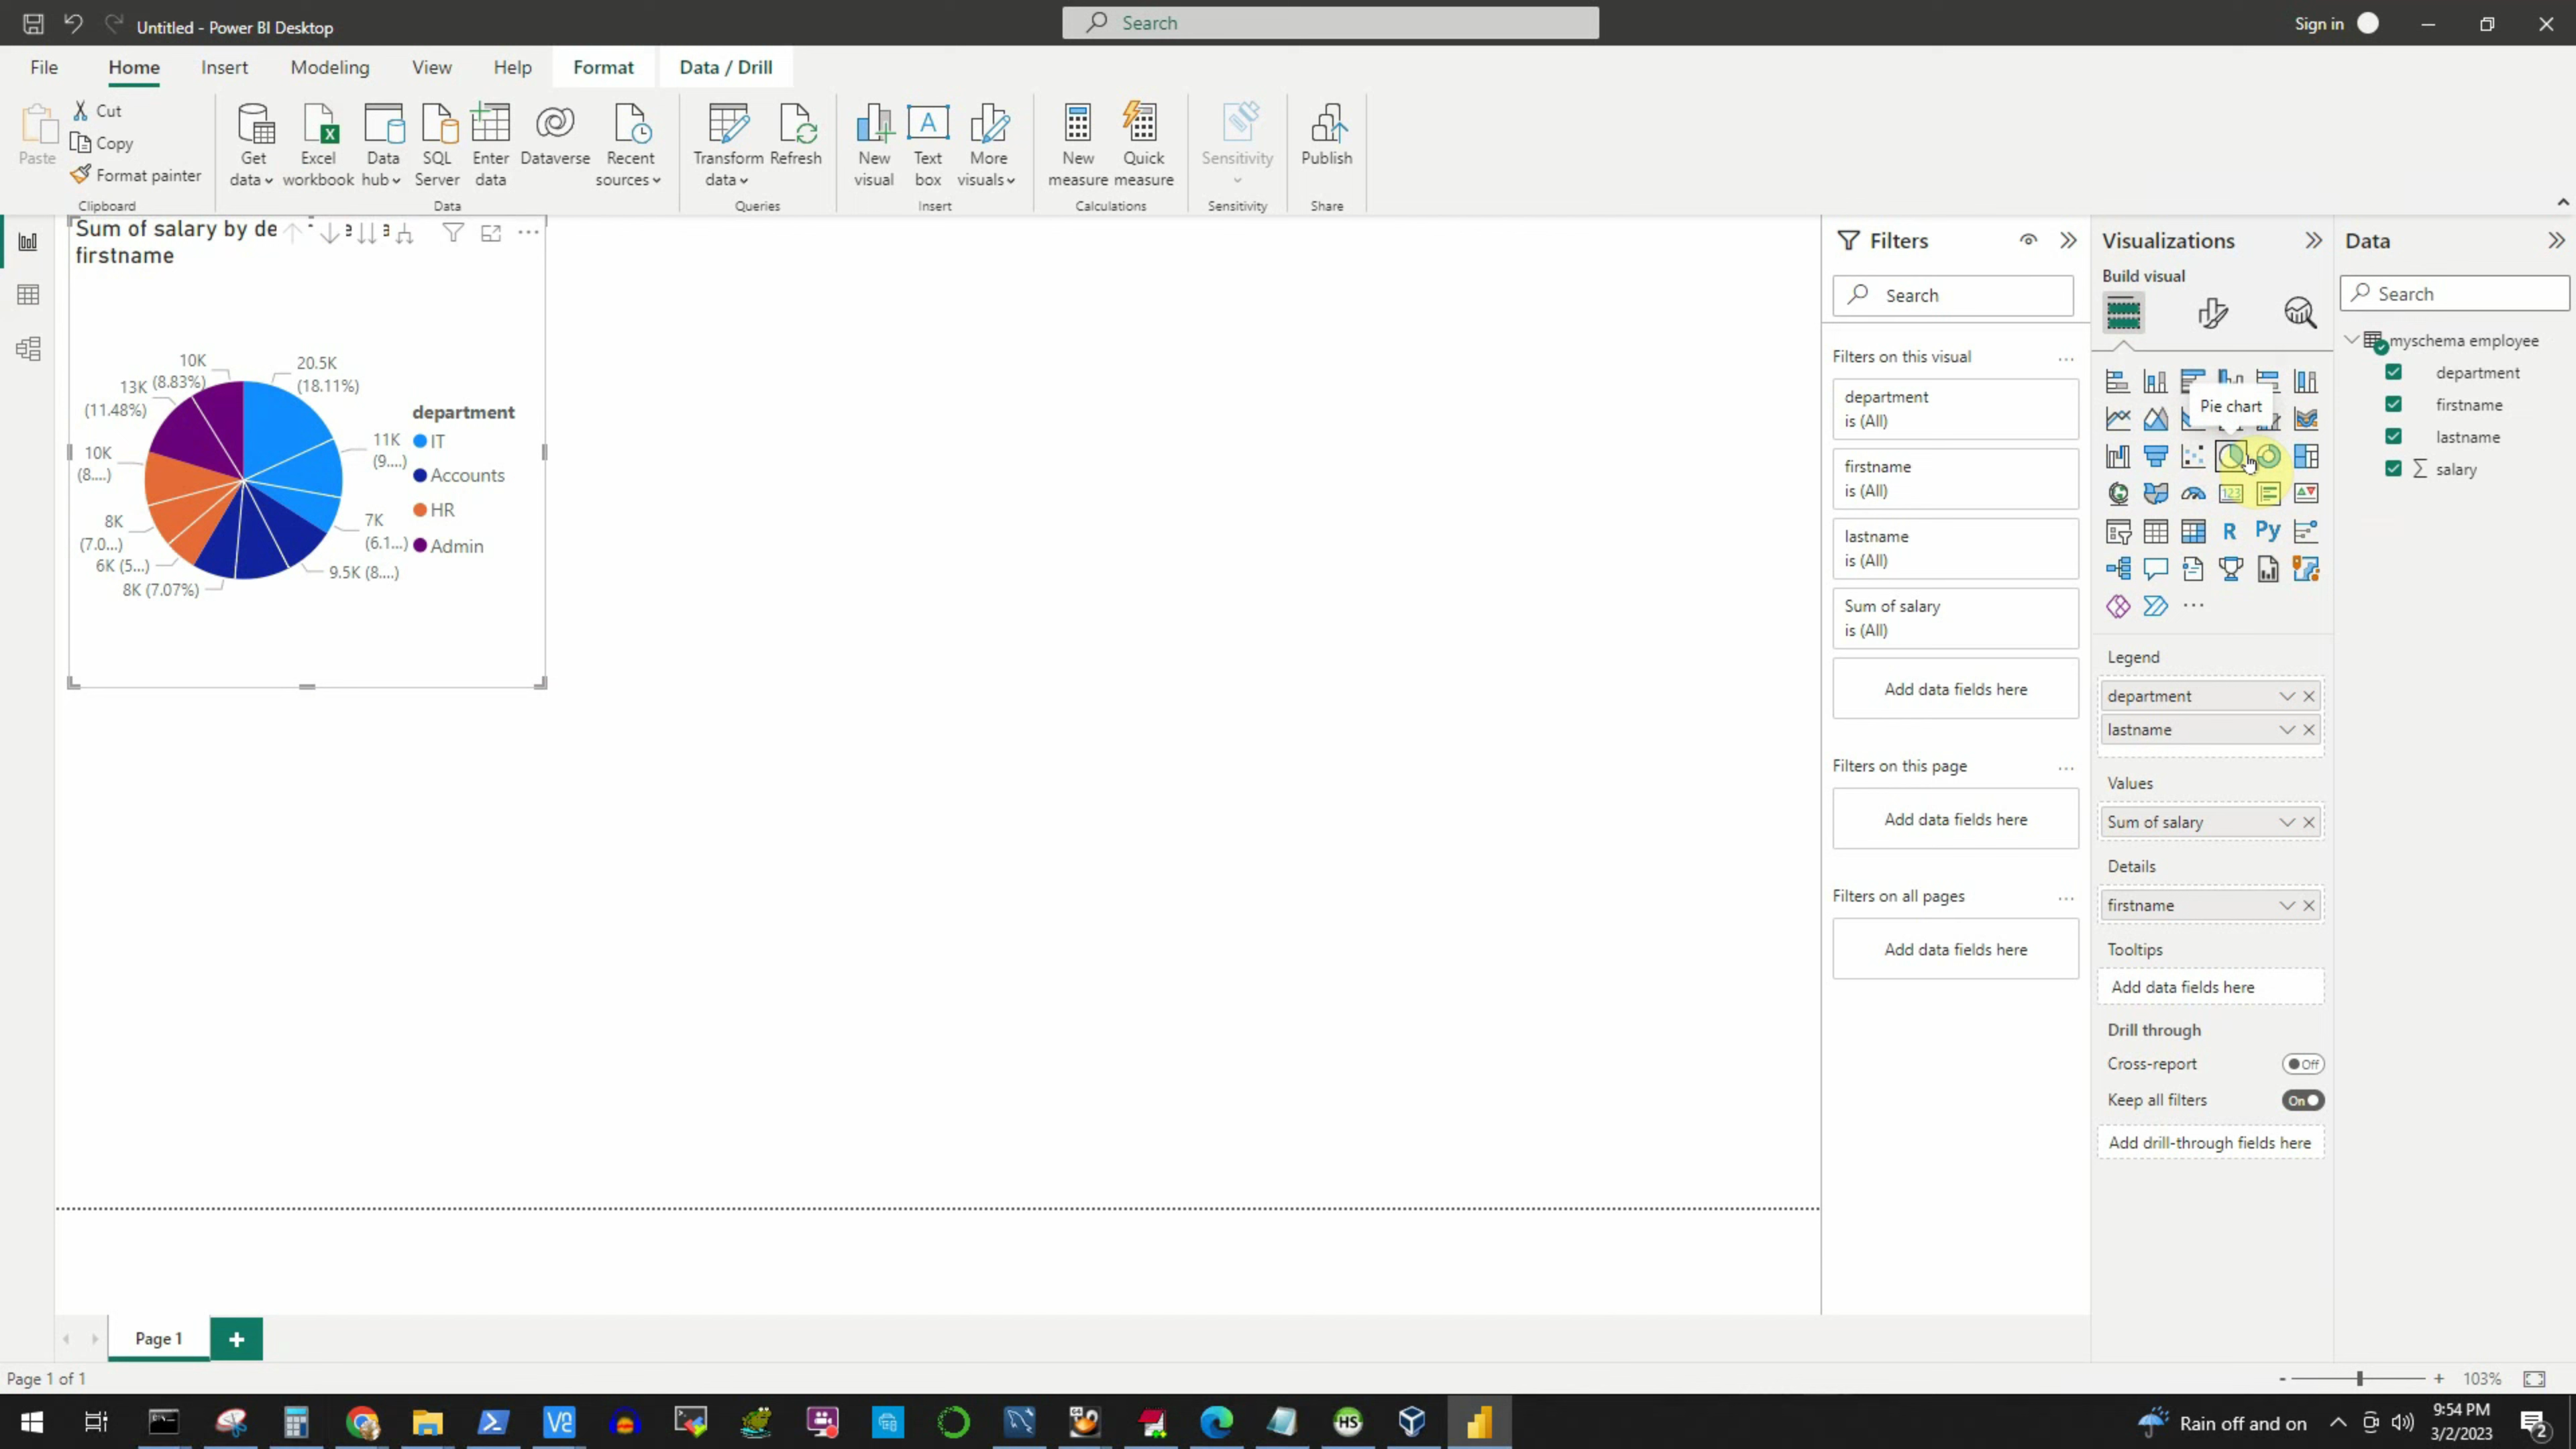 Untitled - Power BI Desktop
Search
Sign in
File
Home
Insert
Modeling
View
Help
Format
Data / Drill
Paste
Cut
Copy
Format painter
Clipboard
Get data
Excel workbook
Data hub
SQL Server
Enter data
Dataverse
Recent sources
Data
Transform data
Refresh
Queries
New visual
Text box
More visuals
Insert
New measure
Quick measure
Calculations
Sensitivity
Sensitivity
Publish
Share
Sum of salary by de
firstname
20.5K
(18.11%)
11K
(9....)
7K
(6.1...)
9.5K (8....)
8K (7.07%)
6K (5...)
8K
(7.0...)
10K
(8....)
13K
(11.48%)
10K
(8.83%)
department
IT
Accounts
HR
Admin
Filters
Search
Filters on this visual
department
is (All)
firstname
is (All)
lastname
is (All)
Sum of salary
is (All)
Add data fields here
Filters on this page
Add data fields here
Filters on all pages
Add data fields here
Visualizations
Build visual
Pie chart
123
R
Py
Legend
department
lastname
Values
Sum of salary
Details
firstname
Tooltips
Add data fields here
Drill through
Cross-report
Off
Keep all filters
On
Add drill-through fields here
Data
Search
myschema employee
department
firstname
lastname
∑ salary
Page 1
Page 1 of 1
103%
HS
Rain off and on
9:54 PM
3/2/2023
2